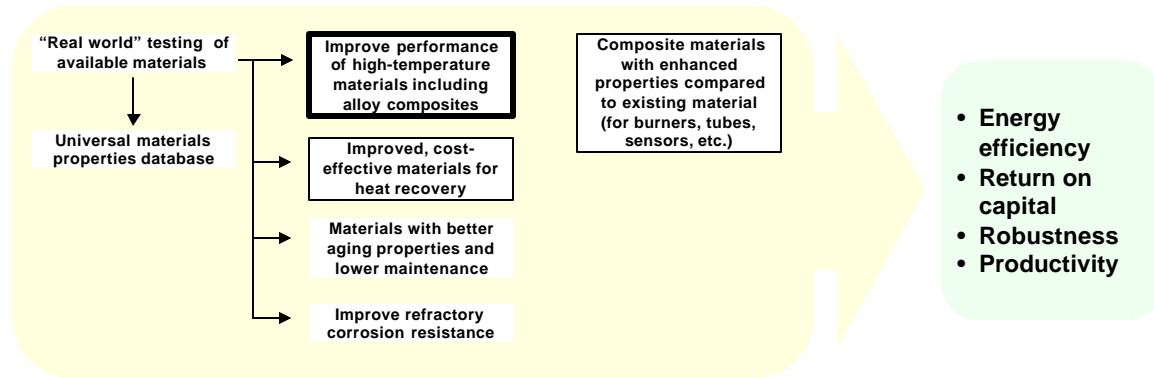 “Real world” testing of
available materials
Universal materials
properties database
Improve performance
of high-temperature
materials including
alloy composites
Improved, cost-
effective materials for
heat recovery
Materials with better
aging properties and
lower maintenance
Improve refractory
corrosion resistance
Composite materials
with enhanced
properties compared
to existing material
(for burners, tubes,
sensors, etc.)
• Energy
efficiency
• Return on
capital
• Robustness
• Productivity